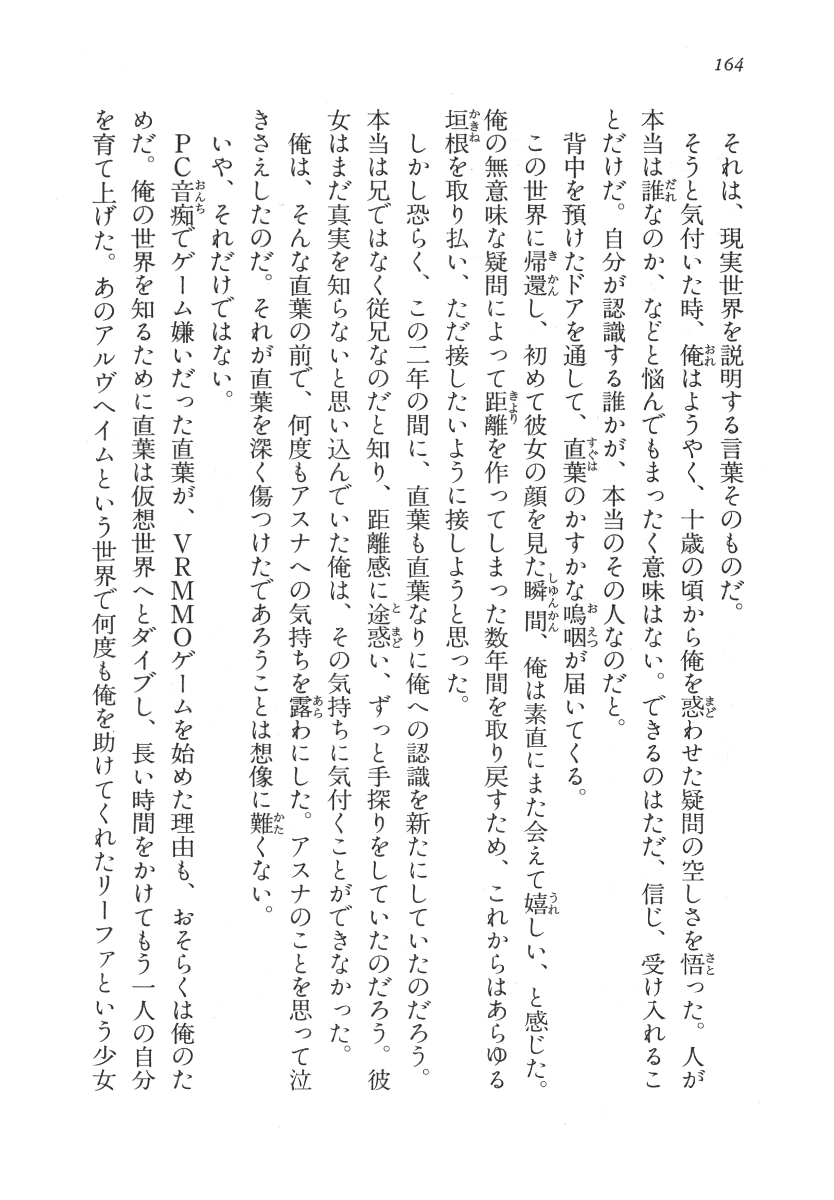 164
それは、現実世界を説明する言葉そのものだ。
そうと気付いた時、俺はようやく、十歳の頃から俺を惑わせた疑問の空しさを悟った。人が
本当は誰なのか、などと悩んでもまったく意味はない。できるのはただ、信じ、受け入れるこ
とだけだ。自分が認識する誰かが、本当のその人なのだと。
背中を預けたドアを通して、直葉のかすかな嗚咽が届いてくる。
この世界に帰還し、初めて彼女の顔を見た瞬間、俺は素直にまた会えて嬉しい、と感じた。
俺の無意味な疑問によって距離を作ってしまった数年間を取り戻すため、これからはあらゆる
垣根を取り払い、ただ接したいように接しようと思った。
しかし恐らく、この二年の間に、直葉も直葉なりに俺への認識を新たにしていたのだろう。
本当は兄ではなく従兄なのだと知り、距離感に途惑い、ずっと手探りをしていたのだろう。彼
女はまだ真実を知らないと思い込んでいた俺は、その気持ちに気付くことができなかった。
俺は、そんな直葉の前で、何度もアスナへの気持ちを露わにした。アスナのことを思って泣
きさえしたのだ。それが直葉を深く傷つけたであろうことは想像に難くない。
いや、それだけではない。
PC音痴でゲーム嫌いだった直葉が、VRMMOゲームを始めた理由も、おそらくは俺のた
めだ。俺の世界を知るために直葉は仮想世界へとダイブし、長い時間をかけてもう一人の自分
を育て上げた。あのアルヴヘイムという世界で何度も俺を助けてくれたリーファという少女